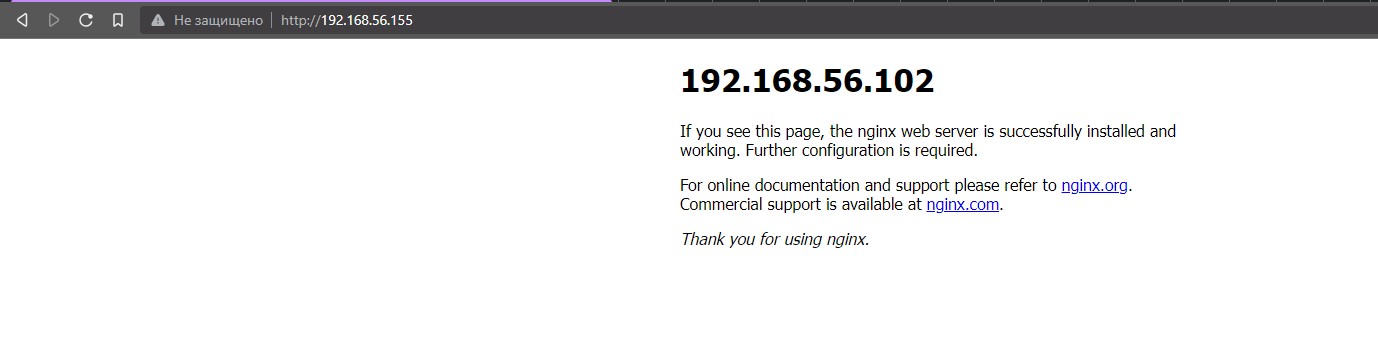 Не защищено http://192.168.56.155
192.168.56.102
If you see this page, the nginx web server is successfully installed and
working. Further configuration is required.
For online documentation and support please refer to nginx.org.
Commercial support is available at nginx.com.
Thank you for using nginx.